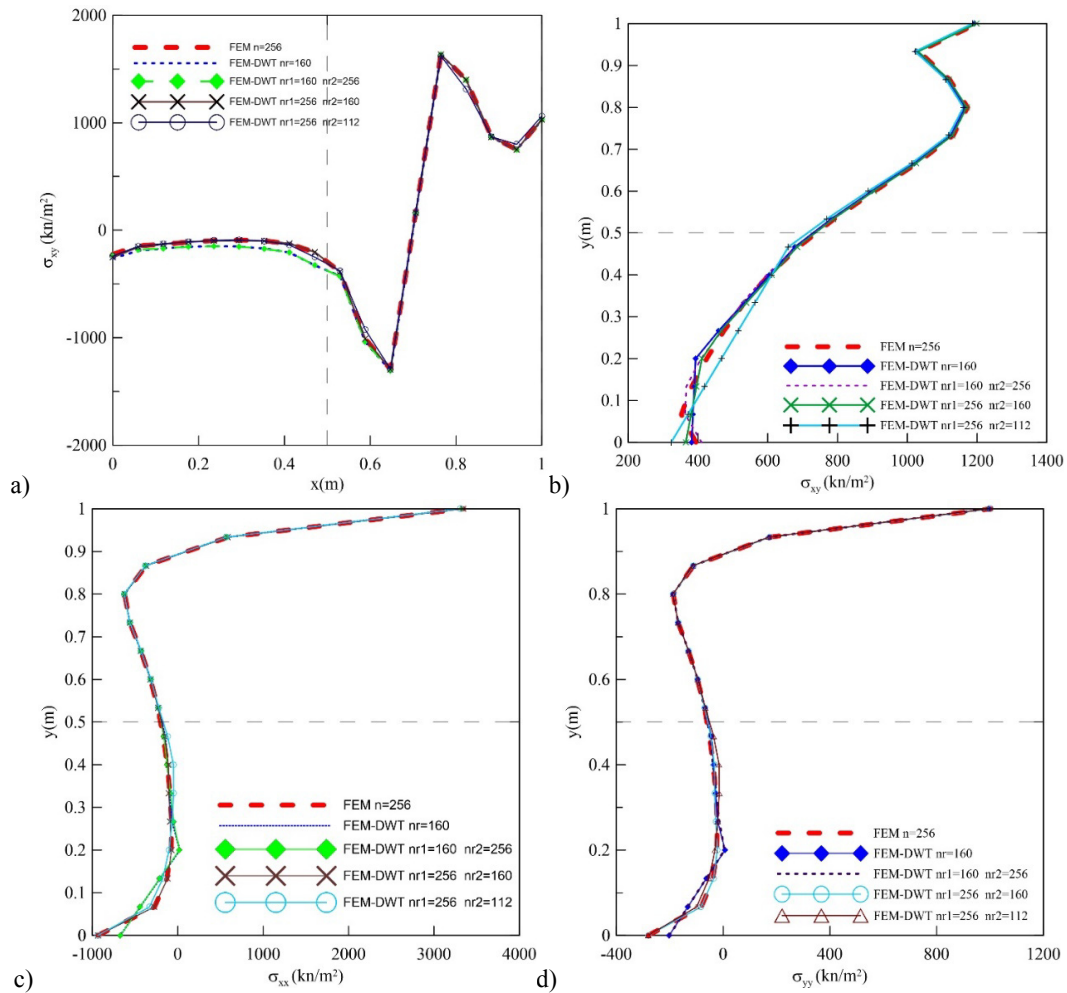 2000
1000
0
-1000
-2000
σxy (kn/m²)
FEM n=256
FEM-DWT nr=160
FEM-DWT nr1=160 nr2=256
FEM-DWT nr1=256 nr2=160
FEM-DWT nr1=256 nr2=112
0 0.2 0.4 0.6 0.8 1
x(m)
a)
1
0.9
0.8
0.7
0.6
0.5
0.4
0.3
0.2
0.1
0
y(m)
FEM n=256
FEM-DWT nr=160
FEM-DWT nr1=160 nr2=256
FEM-DWT nr1=256 nr2=160
FEM-DWT nr1=256 nr2=112
200 400 600 800 1000 1200 1400
σxy (kn/m²)
b)
1
0.9
0.8
0.7
0.6
0.5
0.4
0.3
0.2
0.1
0
y(m)
FEM n=256
FEM-DWT nr=160
FEM-DWT nr1=160 nr2=256
FEM-DWT nr1=256 nr2=160
FEM-DWT nr1=256 nr2=112
-1000 0 1000 2000 3000 4000
σxx (kn/m²)
c)
1
0.9
0.8
0.7
0.6
0.5
0.4
0.3
0.2
0.1
0
y(m)
FEM n=256
FEM-DWT nr=160
FEM-DWT nr1=160 nr2=256
FEM-DWT nr1=256 nr2=160
FEM-DWT nr1=256 nr2=112
-400 0 400 800 1200
σyy (kn/m²)
d)